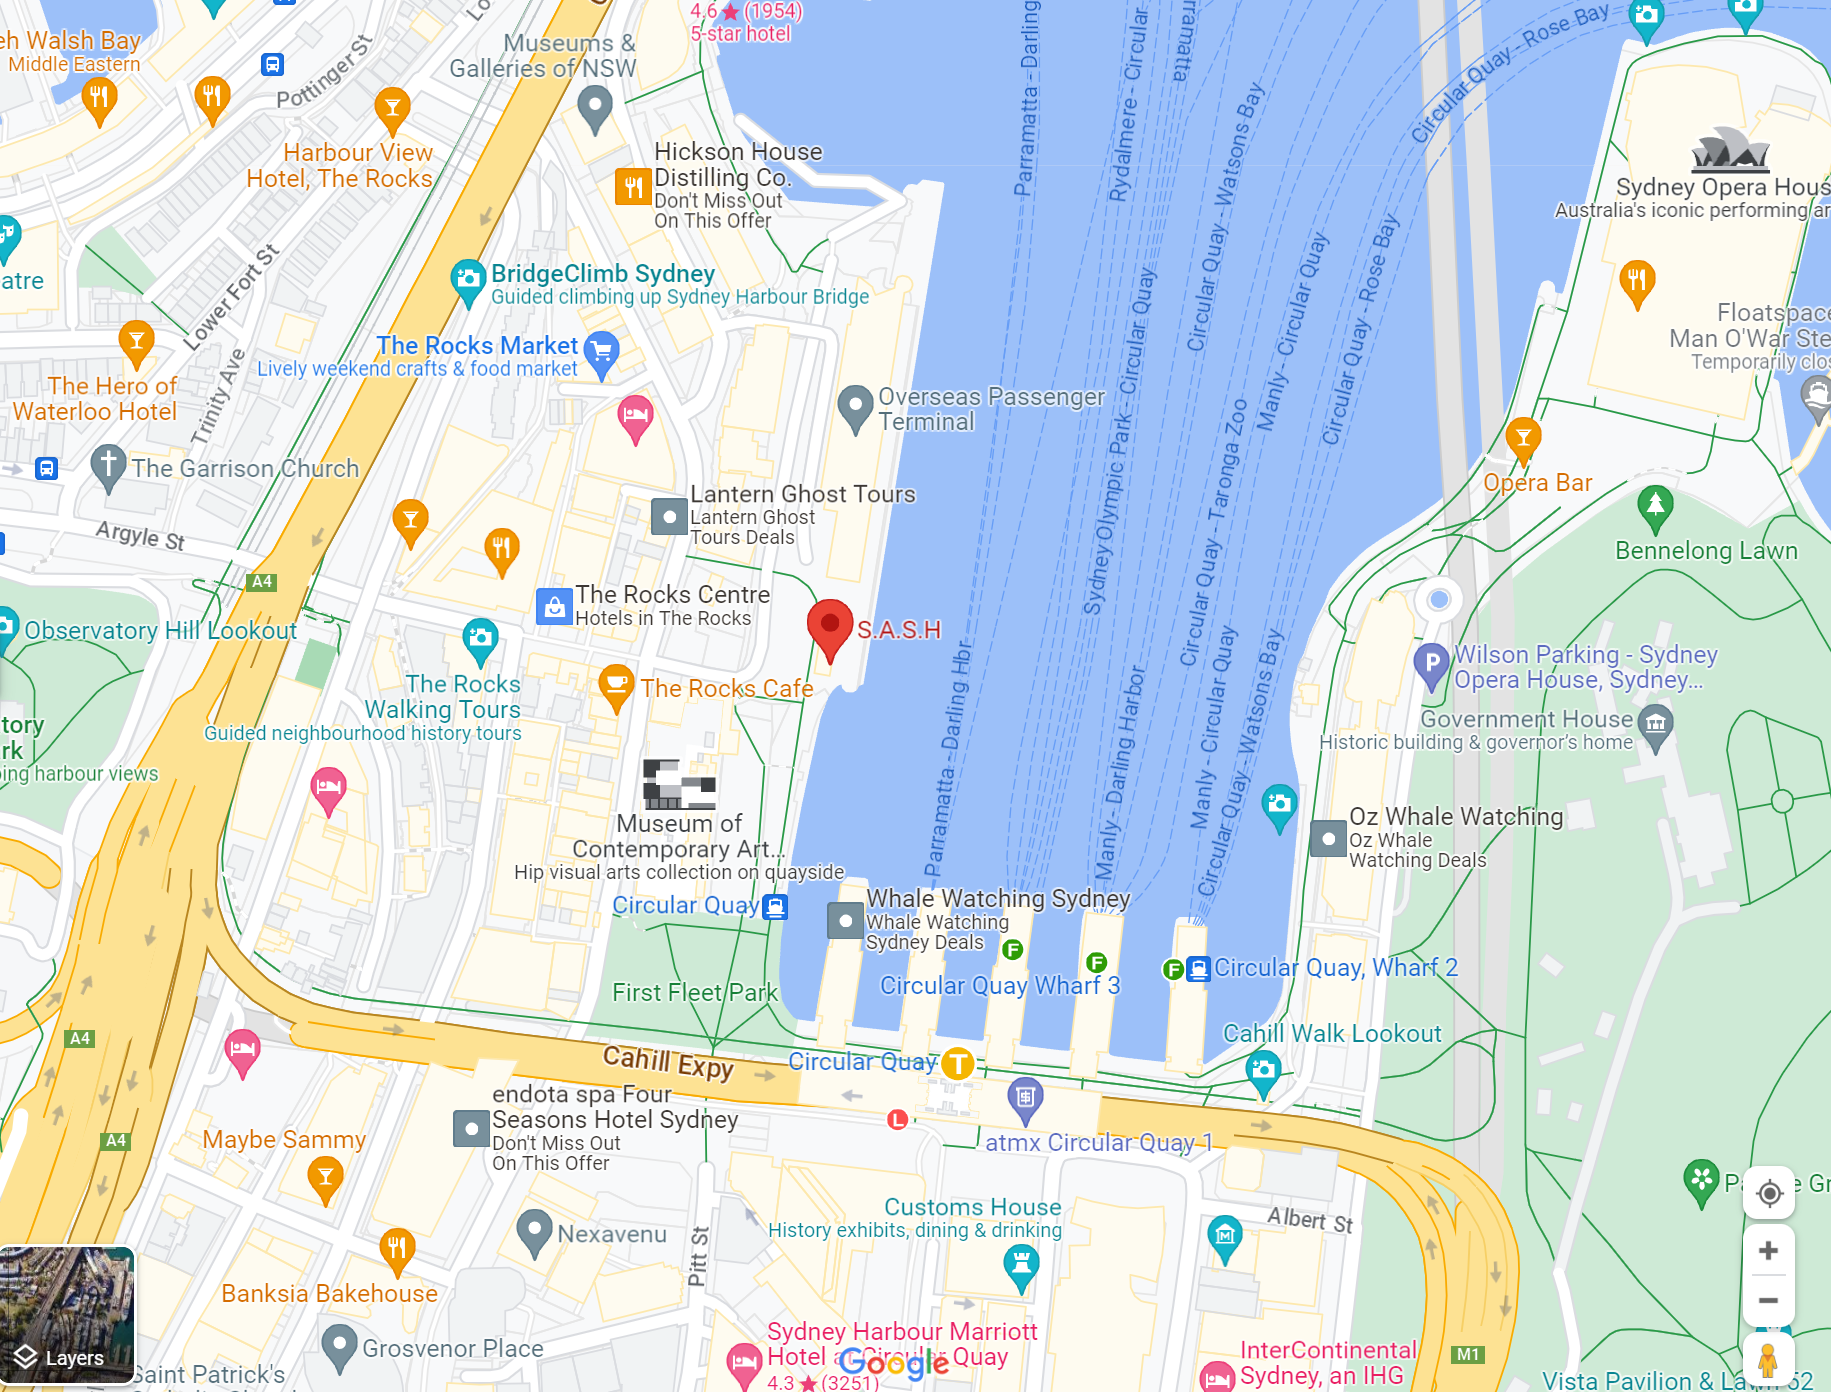 4.6 ★ (1954)
5-star hotel
Walsh Bay
Middle Eastern
Museums &
Galleries of NSW
Pottinger St
Harbour View
Hotel, The Rocks
Hickson House
Distilling Co.
Don't Miss Out
On This Offer
Parramatta - Darling
Rydalmere - Circular
Circular Quay - Watsons Bay
Circular Quay - Rose Bay
Sydney Opera Hous
Australia's iconic performing ar
BridgeClimb Sydney
Guided climbing up Sydney Harbour Bridge
Lower Fort St
Trinity Ave
atre
The Rocks Market
Lively weekend crafts & food market
The Hero of
Waterloo Hotel
Manly - Circular Quay
Circular Quay - Rose Bay
Floatspace
Man O'War Ste
Temporarily clos
Overseas Passenger
Terminal
The Garrison Church
Sydney Olympic Park - Circular Quay
Circular Quay - Taronga Zoo
Opera Bar
Lantern Ghost Tours
Lantern Ghost
Tours Deals
Argyle St
Bennelong Lawn
A4
The Rocks Centre
Hotels in The Rocks
Observatory Hill Lookout
S.A.S.H
The Rocks
Walking Tours
Guided neighbourhood history tours
The Rocks Cafe
Parramatta - Darling Hbr
Manly - Darling Harbor
Manly - Circular Quay
Circular Quay - Watsons Bay
P
Wilson Parking - Sydney
Opera House, Sydney...
Government House
Historic building & governor's home
tory
rk
ing harbour views
Museum of
Contemporary Art...
Hip visual arts collection on quayside
Oz Whale Watching
Oz Whale
Watching Deals
Circular Quay
Whale Watching Sydney
Whale Watching
Sydney Deals
F
F
F
Circular Quay Wharf 3
Circular Quay, Wharf 2
First Fleet Park
A4
Cahill Walk Lookout
Cahill Expy
Circular Quay
T
L
endota spa Four
Seasons Hotel Sydney
Don't Miss Out
On This Offer
atmx Circular Quay 1
A4
Maybe Sammy
Customs House
History exhibits, dining & drinking
Albert St
Nexavenu
Pitt St
Banksia Bakehouse
Grosvenor Place
Sydney Harbour Marriott
Hotel at Circular Quay
4.3 ★ (3251)
Google
InterContinental
Sydney, an IHG
M1
Layers
Saint Patrick's
Vista Pavilion & Lawn 52